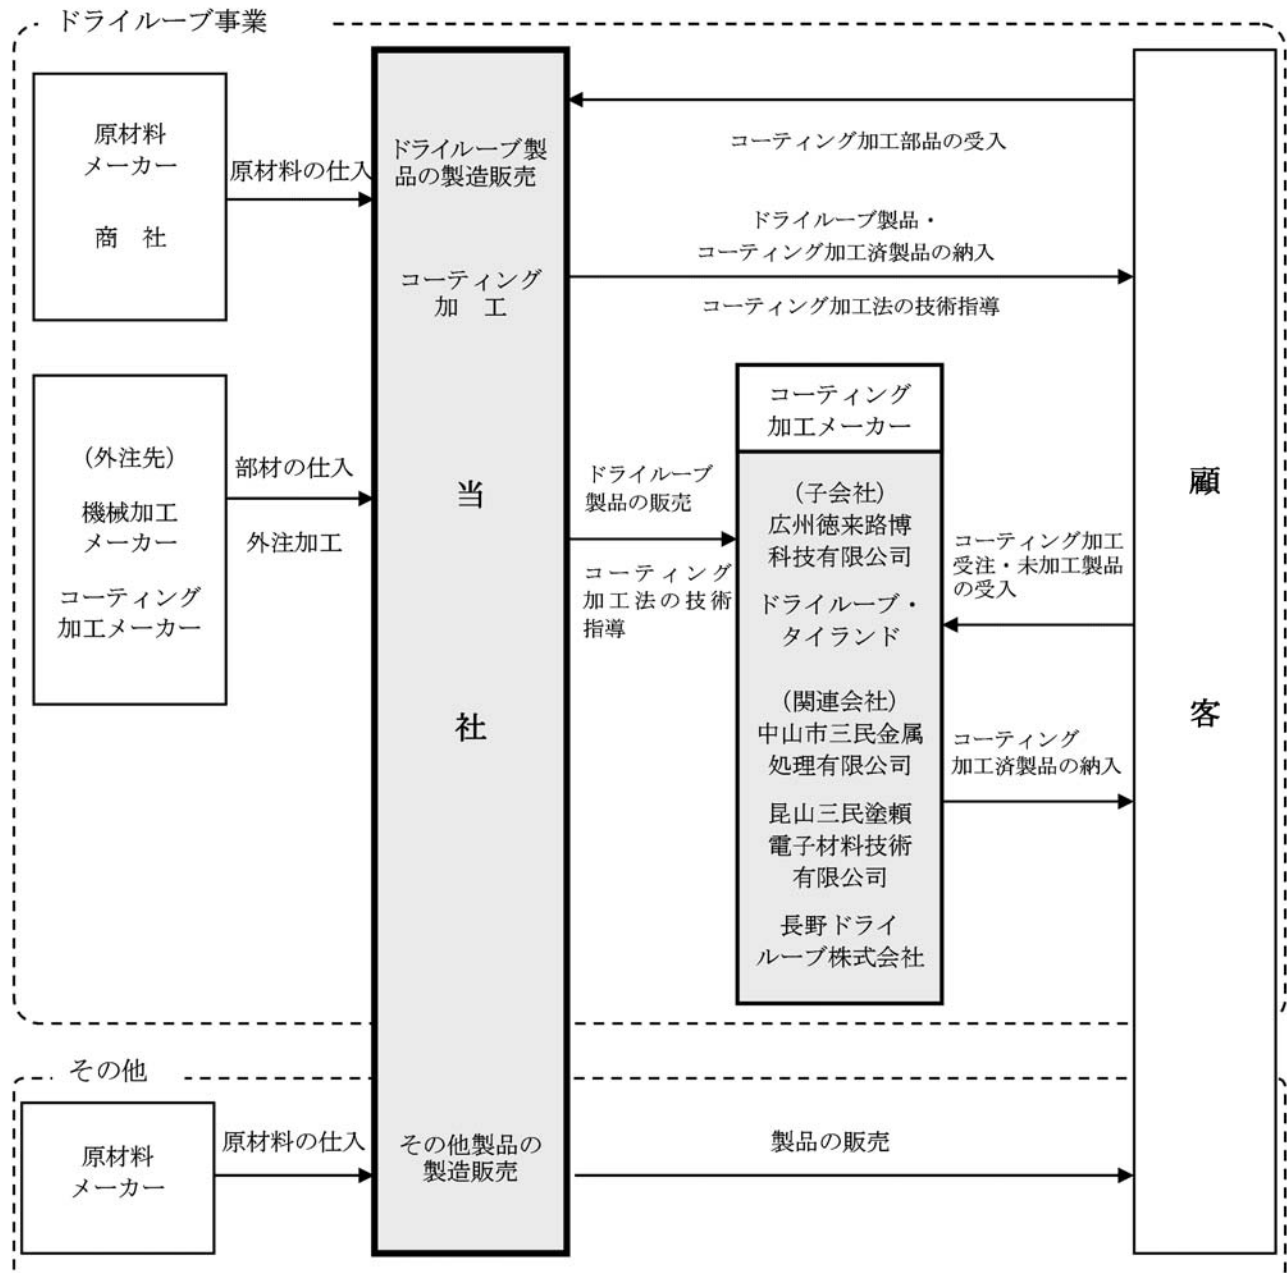 ドライルーブ事業
原材料
メーカー
商 社
原材料の仕入
ドライルーブ製
品の製造販売
コーティング
加 工
コーティング加工部品の受入
ドライルーブ製品・
コーティング加工済製品の納入
コーティング加工法の技術指導
(外注先)
機械加工
メーカー
コーティング
加工メーカー
部材の仕入
外注加工
当
社
ドライルーブ
製品の販売
コーティング
加工法の技術
指導
コーティング
加工メーカー
(子会社)
広州徳来路博
科技有限公司
ドライルーブ・
タイランド
(関連会社)
中山市三民金属
処理有限公司
昆山三民塗頼
電子材料技術
有限公司
長野ドライ
ルーブ株式会社
コーティング加工
受注・未加工製品
の受入
コーティング
加工済製品の納入
顧
客
その他
原材料
メーカー
原材料の仕入
その他製品の
製造販売
製品の販売